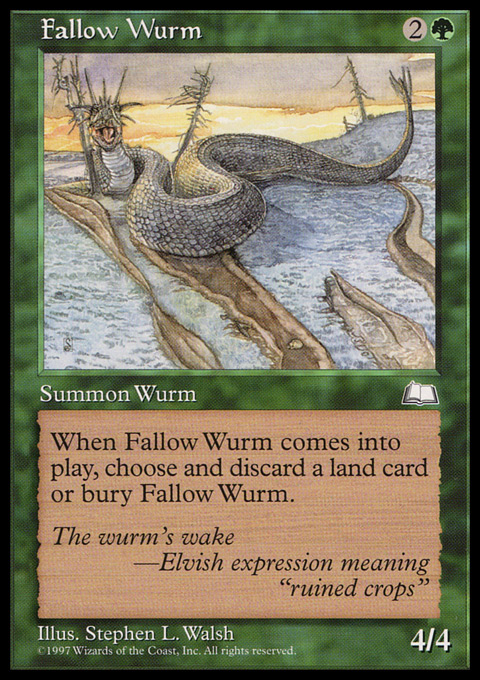 Fallow Wurm 2
Summon Wurm
When Fallow Wurm comes into
play, choose and discard a land card
or bury Fallow Wurm.
The wurm's wake
—Elvish expression meaning
"ruined crops"
Illus. Stephen L. Walsh
4/4
©1997 Wizards of the Coast, Inc. All rights reserved.